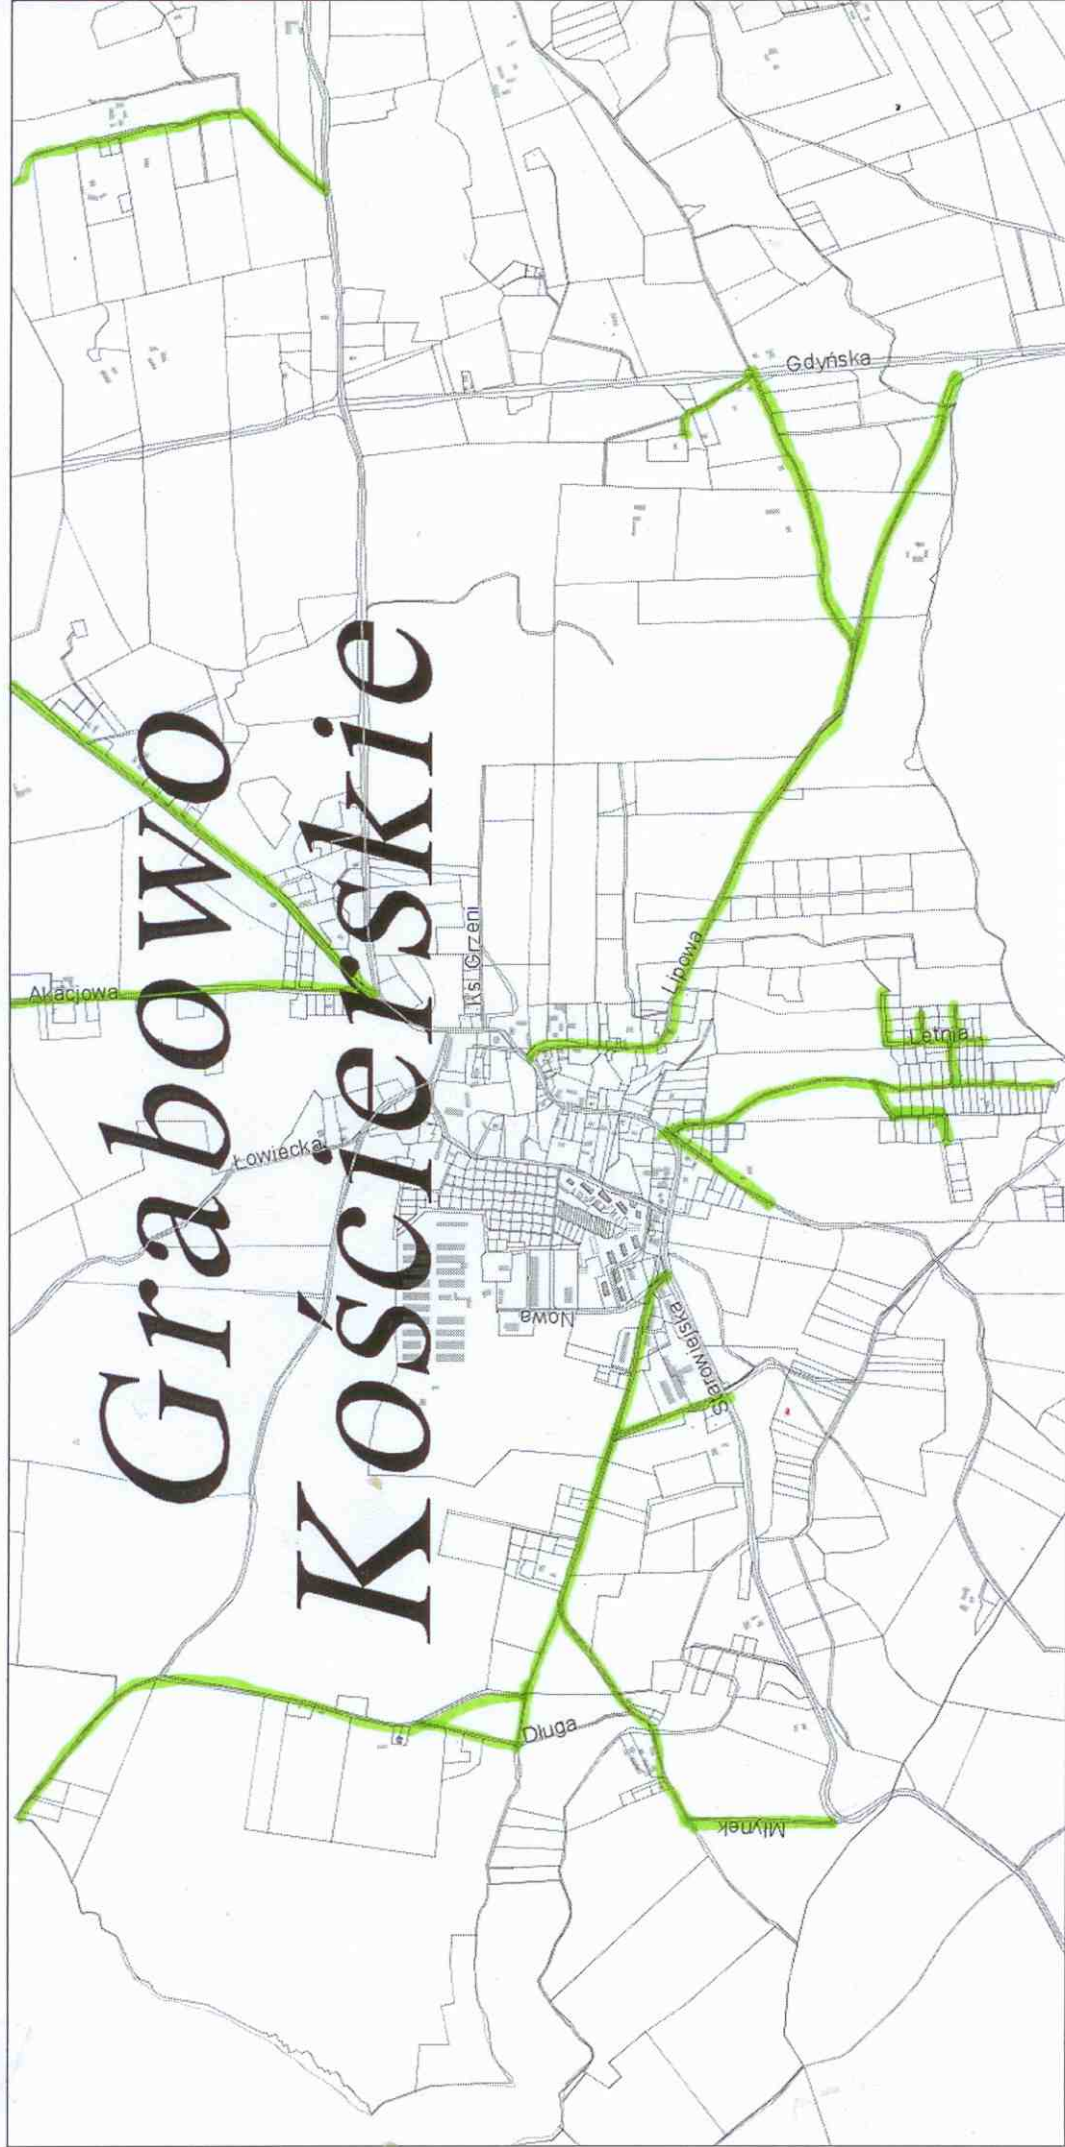 Grabowo
Kościerskie
Gdyńska
Akacjowa
Ks. Grzeni
Lipowa
Letnia
Łowiecka
Nowa
Starowiejska
Długa
Młynek